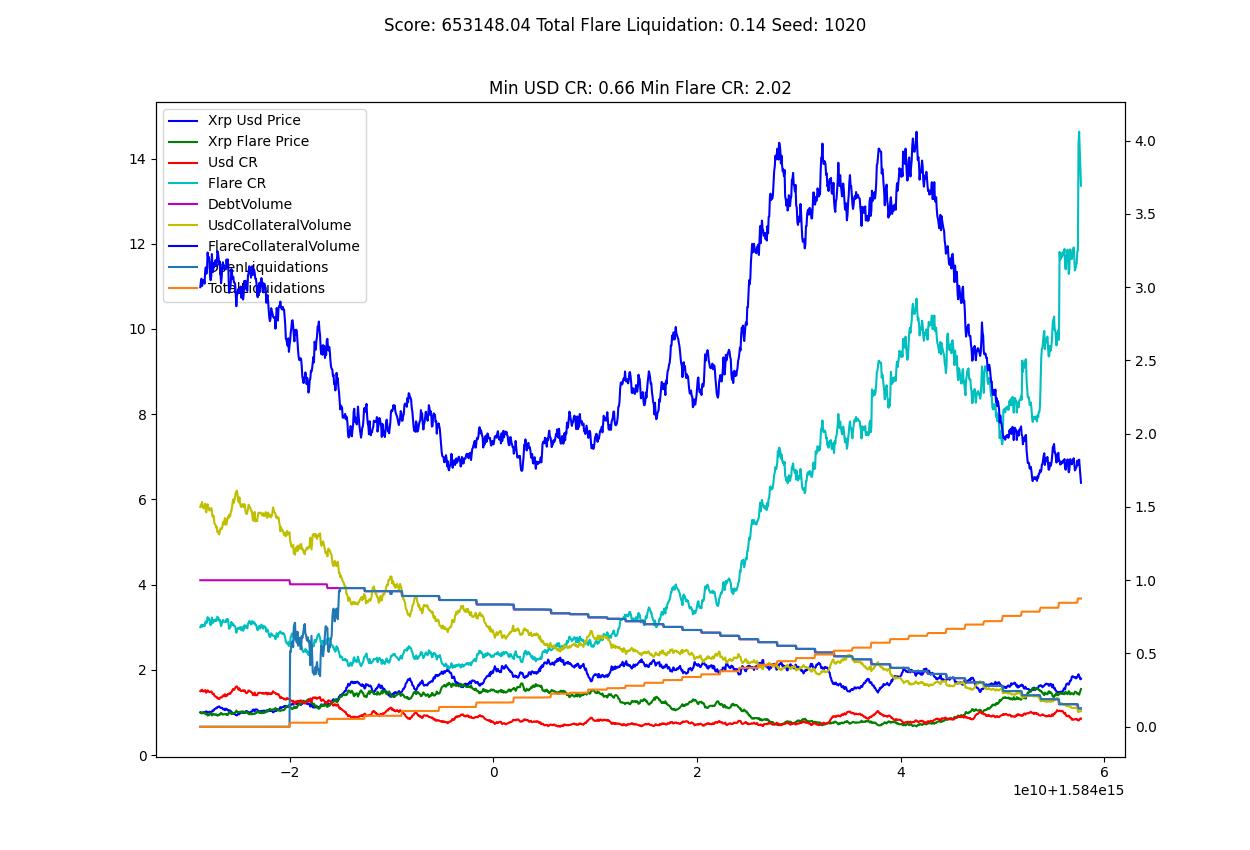 Score: 653148.04 Total Flare Liquidation: 0.14 Seed: 1020
Min USD CR: 0.66 Min Flare CR: 2.02
Xrp Usd Price
Xrp Flare Price
Usd CR
Flare CR
DebtVolume
UsdCollateralVolume
FlareCollateralVolume
OpenLiquidations
TotalLiquidations
14
12
10
8
6
4
2
0
4.0
3.5
3.0
2.5
2.0
1.5
1.0
0.5
0.0
−2
0
2
4
6
1e10+1.584e15